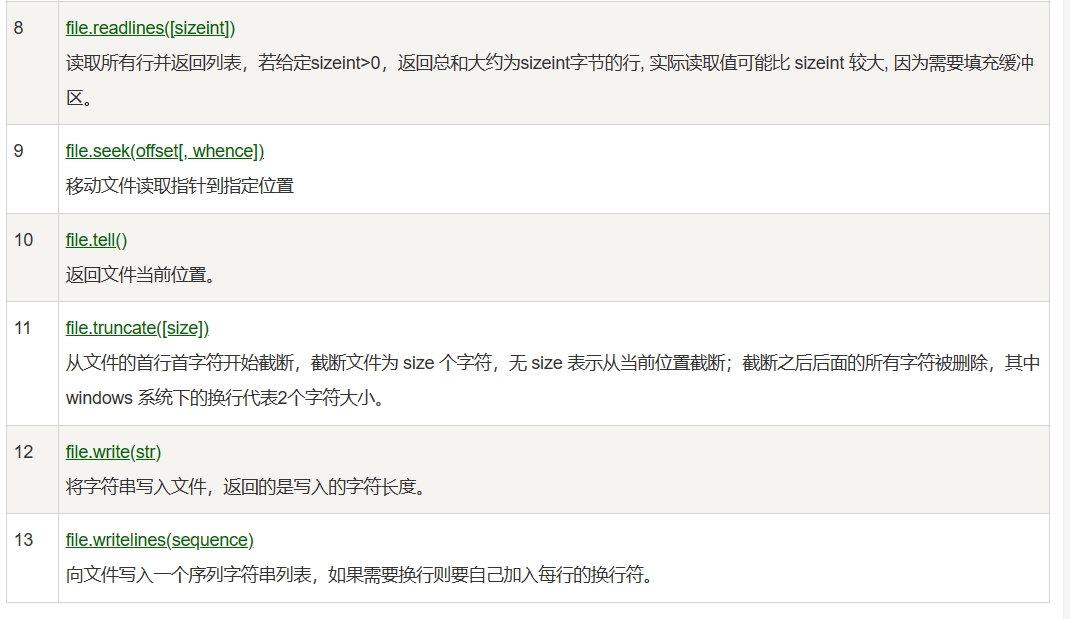 8 file.readlines([sizeint])
读取所有行并返回列表，若给定sizeint>0，返回总和大约为sizeint字节的行, 实际读取值可能比 sizeint 较大, 因为需要填充缓冲
区。
9 file.seek(offset[, whence])
移动文件读取指针到指定位置
10 file.tell()
返回文件当前位置。
11 file.truncate([size])
从文件的首行首字符开始截断，截断文件为 size 个字符，无 size 表示从当前位置截断；截断之后后面的所有字符被删除，其中
windows 系统下的换行代表2个字符大小。
12 file.write(str)
将字符串写入文件，返回的是写入的字符长度。
13 file.writelines(sequence)
向文件写入一个序列字符串列表，如果需要换行则要自己加入每行的换行符。